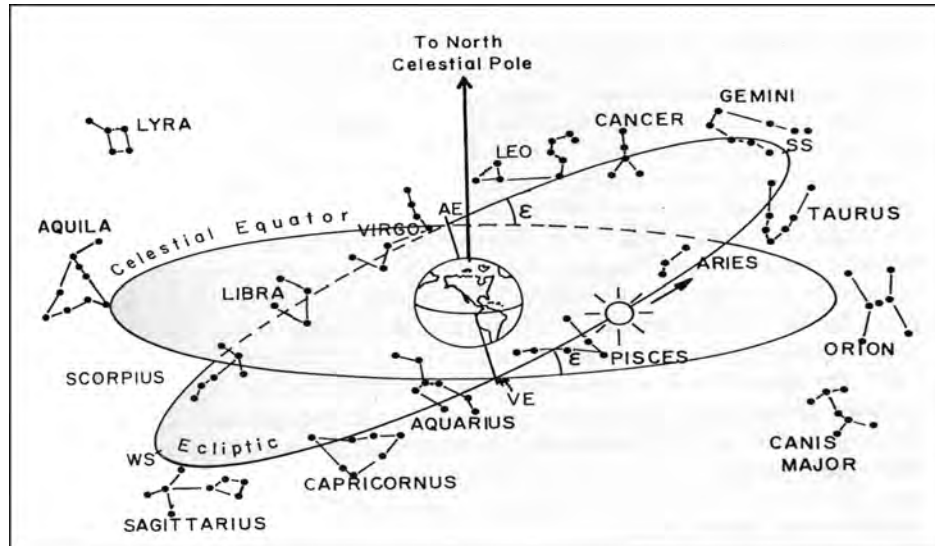 To North
Celestial Pole
GEMINI
CANCER
LYRA
SS
LEO
ε
AE
TAURUS
VIRGO
AQUILA
Celestial Equator
ARIES
LIBRA
ORION
PISCES
ε
SCORPIUS
VE
AQUARIUS
CANIS
MAJOR
Ecliptic
WS
CAPRICORNUS
SAGITTARIUS